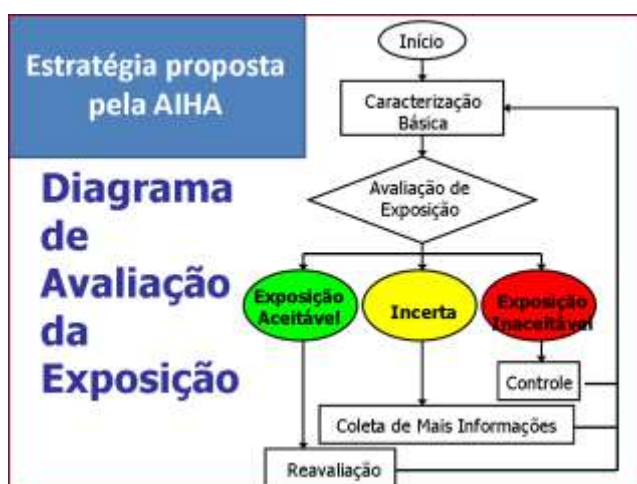 Estratégia proposta
pela AIHA
Diagrama
de
Avaliação
da
Exposição
Início
Caracterização
Básica
Avaliação de
Exposição
Exposição
Aceitável
Incerta
Exposição
Inaceitável
Controle
Coleta de Mais Informações
Reavaliação